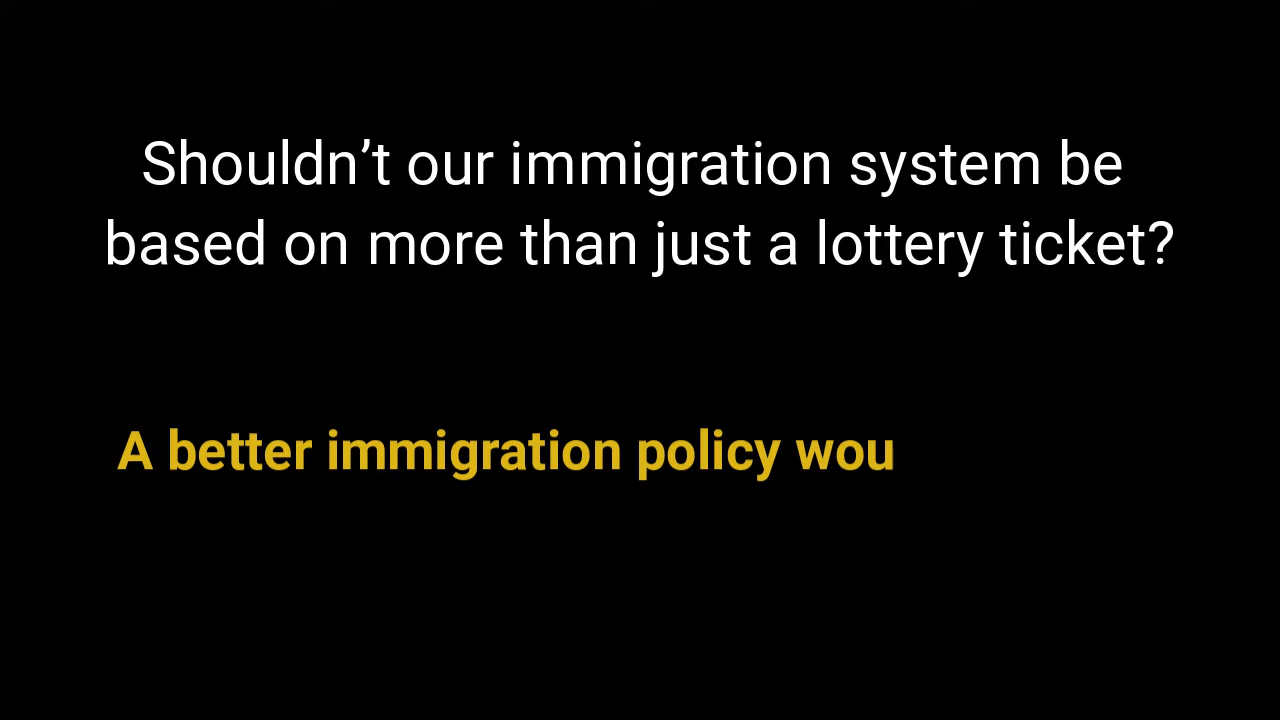 Shouldn’t our immigration system be
based on more than just a lottery ticket?
A better immigration policy wou